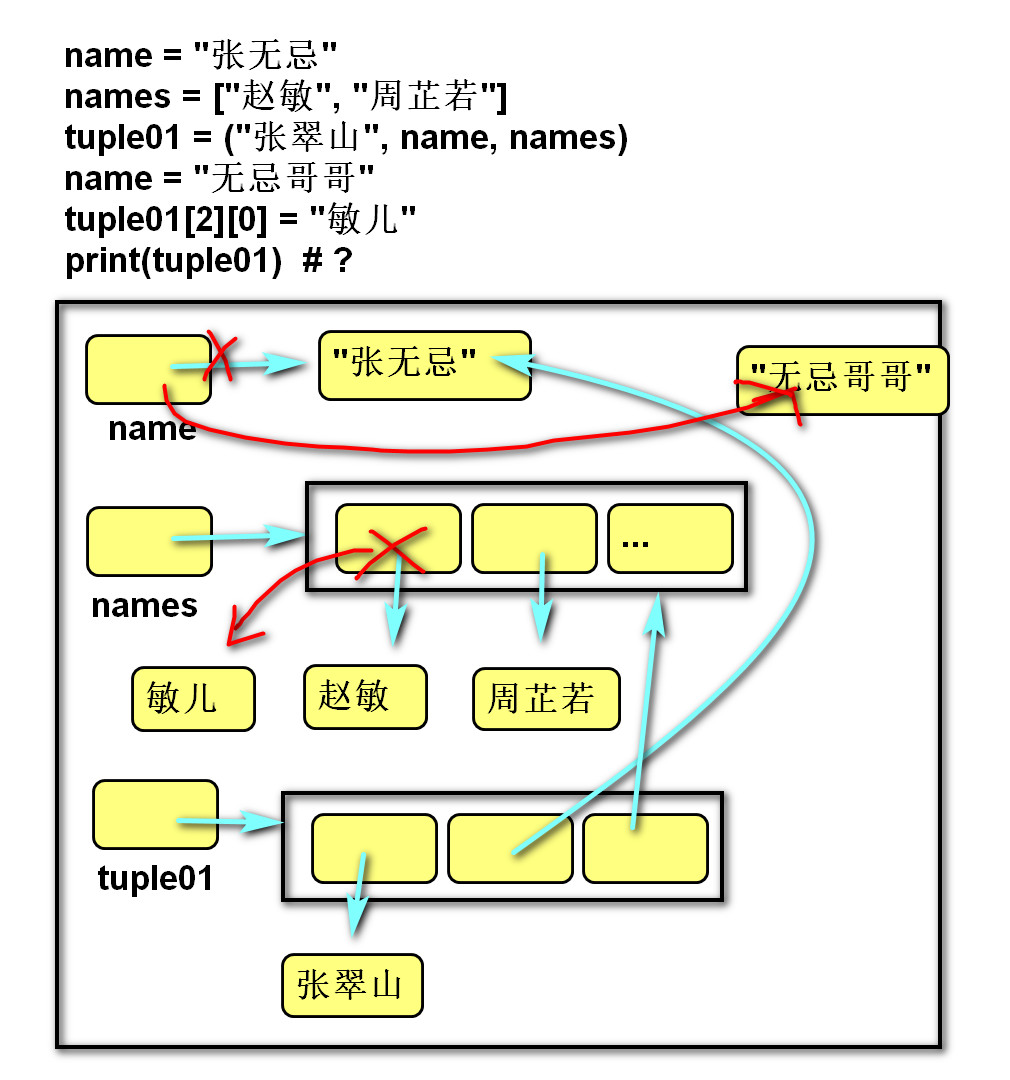 name = "张无忌"
names = ["赵敏", "周芷若"]
tuple01 = ("张翠山", name, names)
name = "无忌哥哥"
tuple01[2][0] = "敏儿"
print(tuple01)  # ?
"张无忌"
"无忌哥哥"
name
...
names
敏儿
赵敏
周芷若
tuple01
张翠山